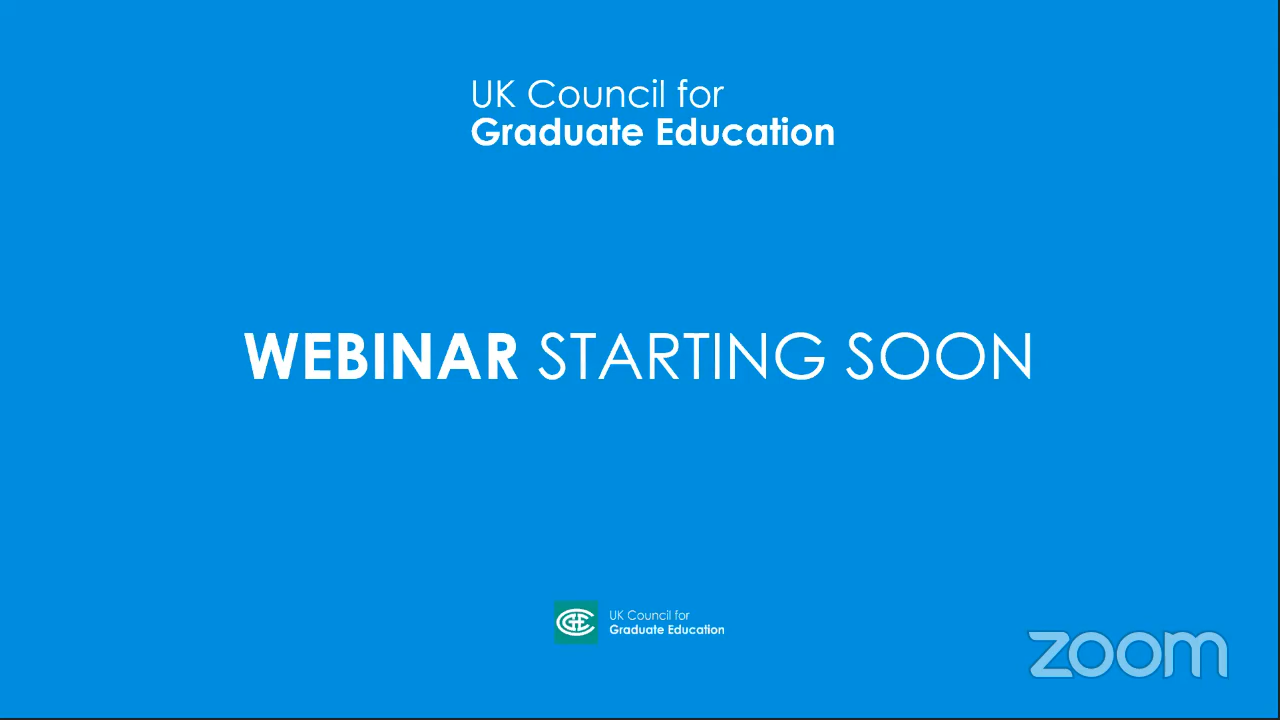 UK Council for
Graduate Education
WEBINAR STARTING SOON
UK Council for
Graduate Education
zoom